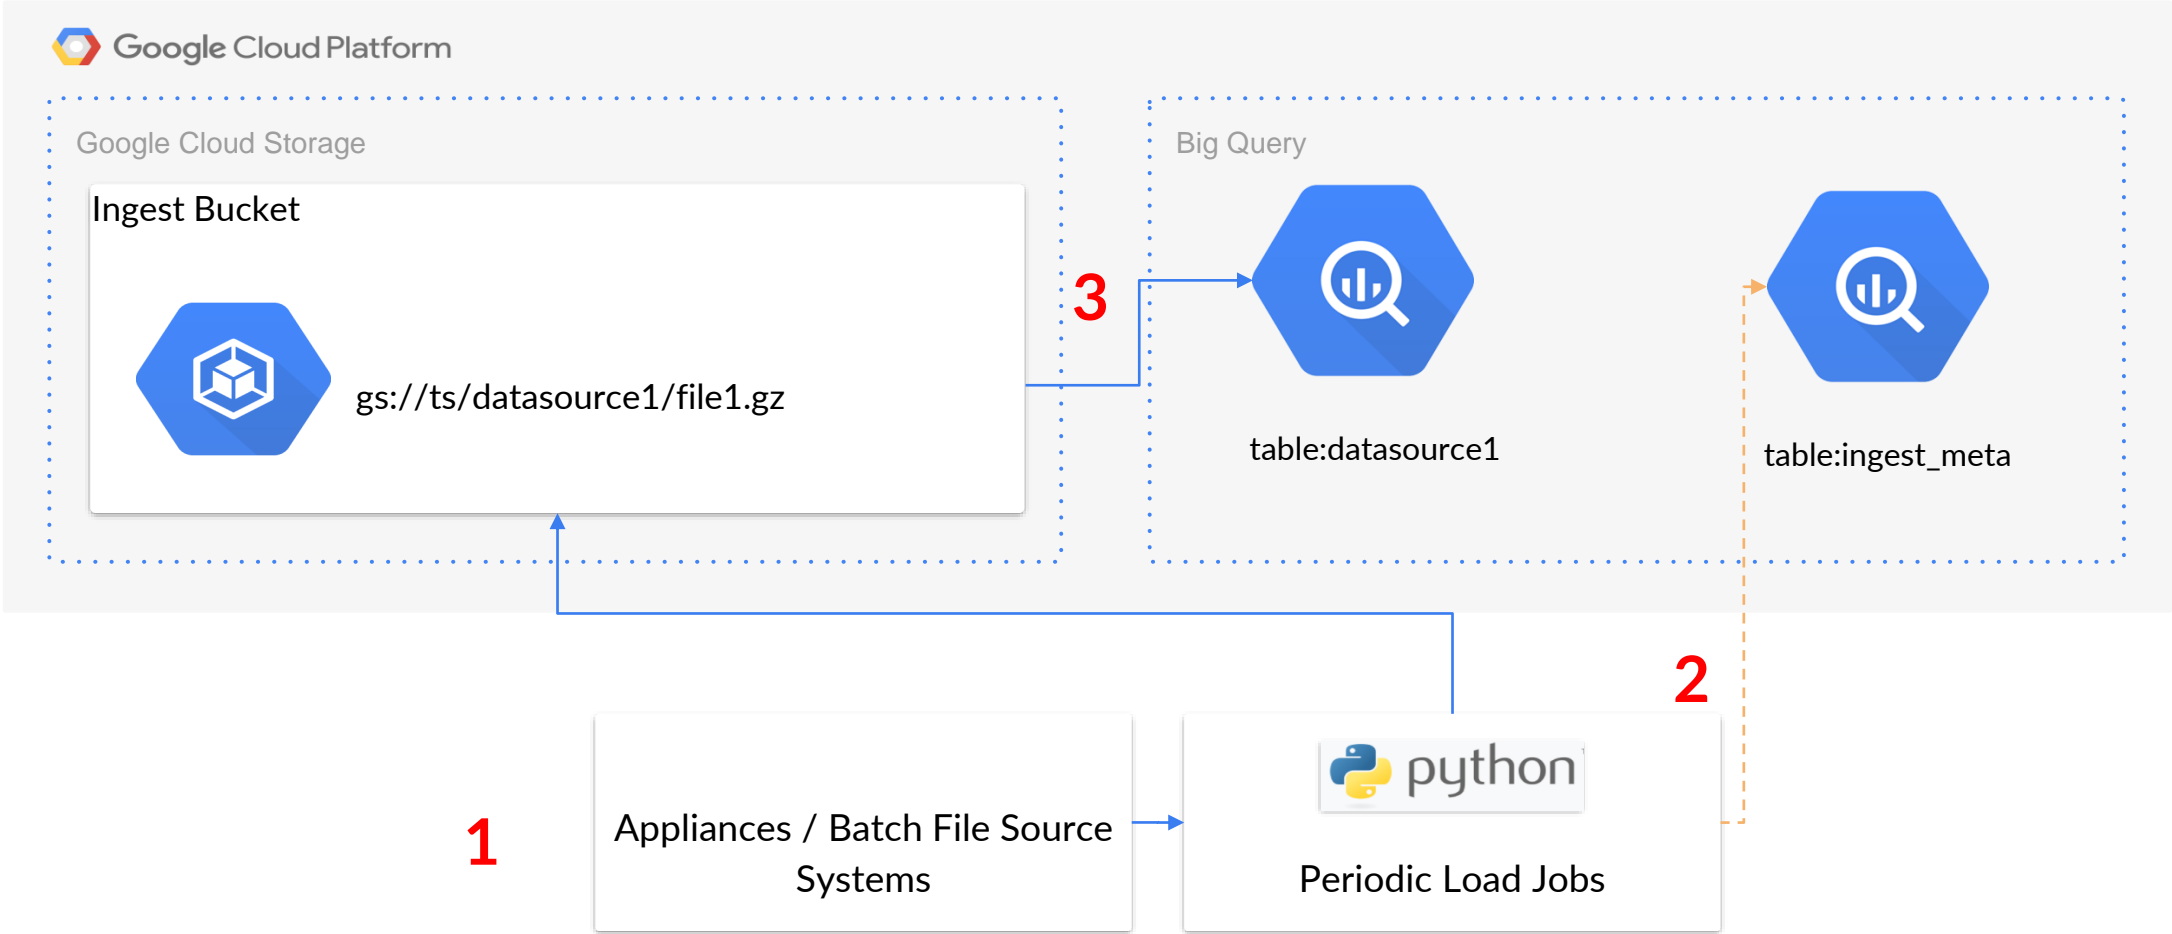 Google Cloud Platform
Google Cloud Storage
Ingest Bucket
gs://ts/datasource1/file1.gz
3
Big Query
table:datasource1
table:ingest_meta
1
Appliances / Batch File Source
Systems
2
python
Periodic Load Jobs